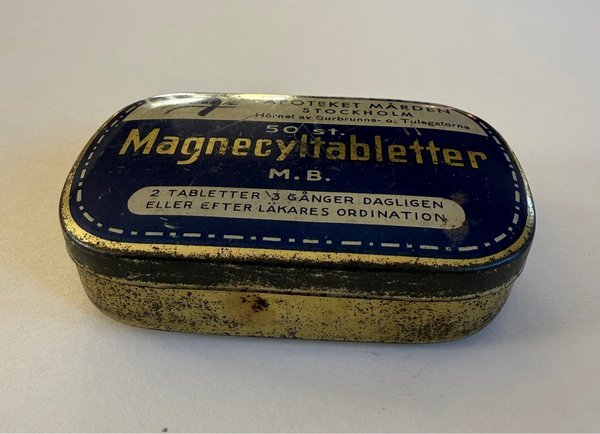 APOTEKET MÅRDEN
STOCKHOLM
Hörnet av Surbrunns- o. Tulegatorna
50 st.
Magnecyltabletter
M.B.
2 TABLETTER 3 GÅNGER DAGLIGEN
ELLER EFTER LÄKARES ORDINATION